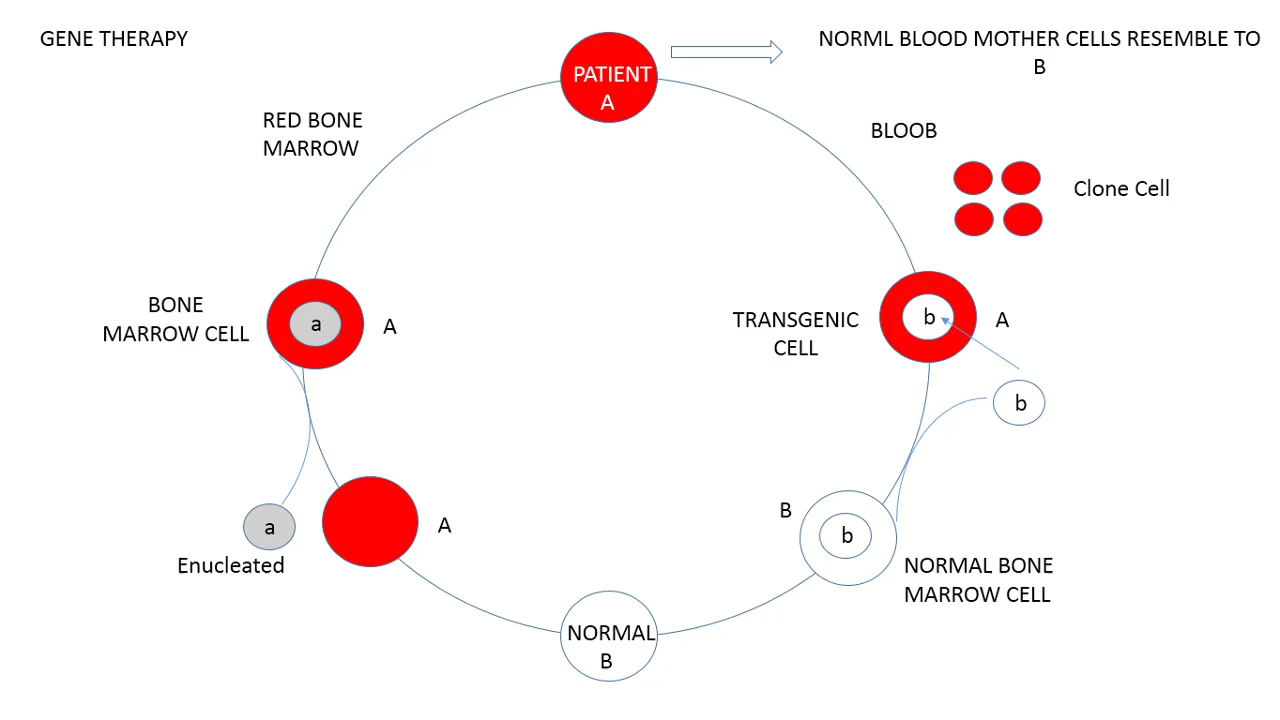 GENE THERAPY
PATIENT
A
NORML BLOOD MOTHER CELLS RESEMBLE TO
B
RED BONE
MARROW
BLOOB
Clone Cell
BONE
MARROW CELL
a
A
TRANSGENIC
CELL
b
A
b
a
Enucleated
A
B
b
NORMAL BONE
MARROW CELL
NORMAL
B